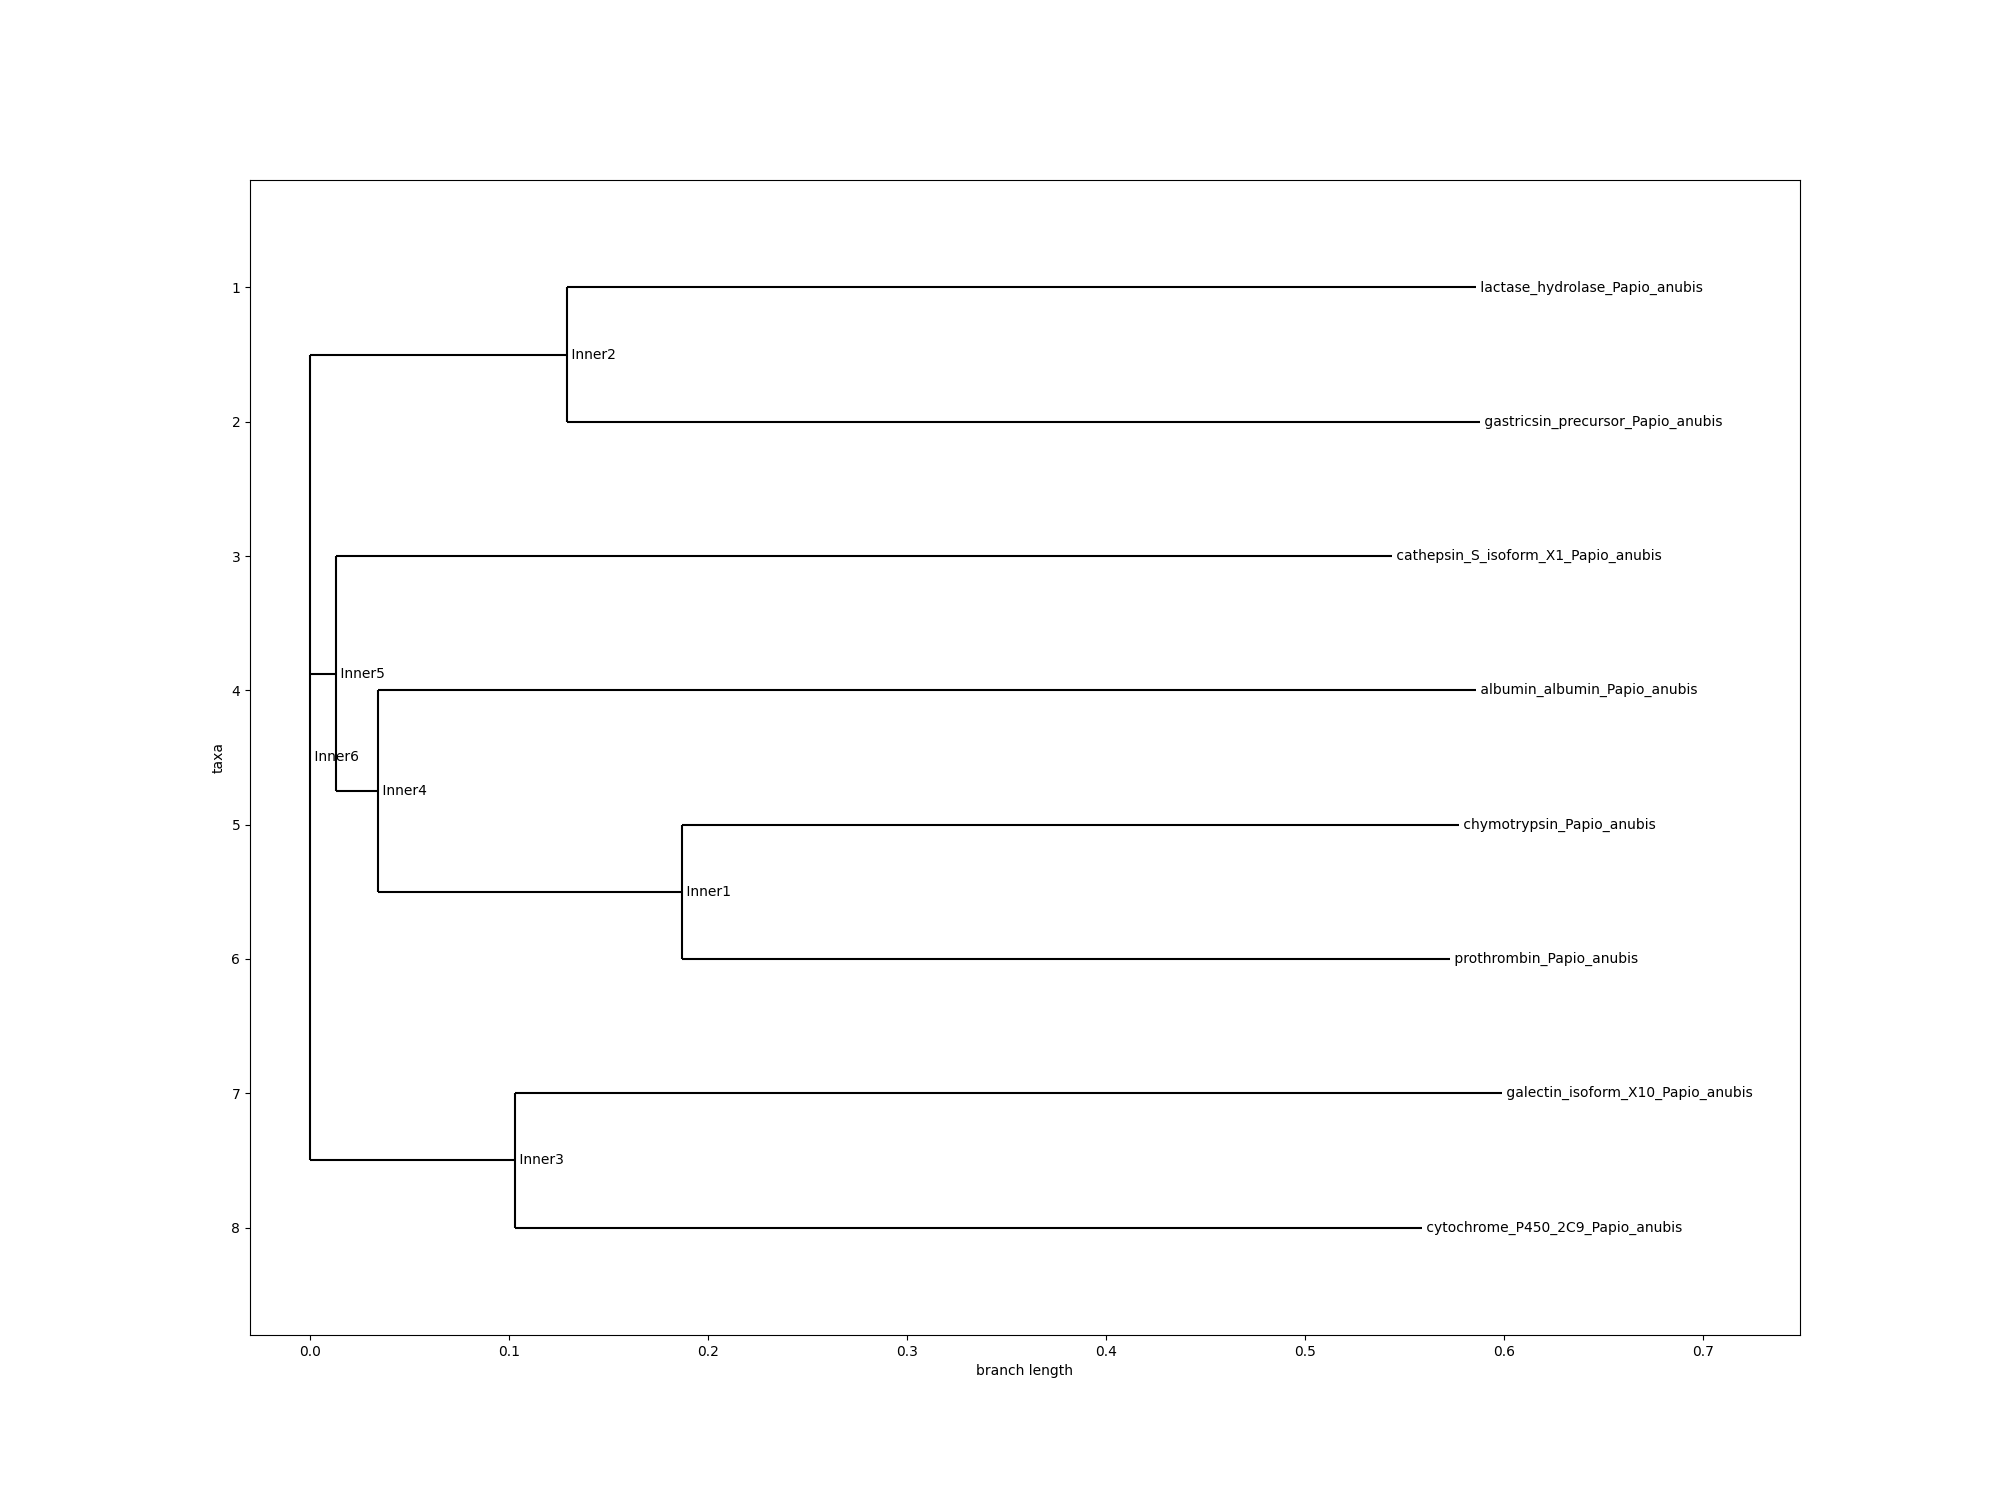 1
lactase_hydrolase_Papio_anubis
Inner2
2
gastricsin_precursor_Papio_anubis
3
cathepsin_S_isoform_X1_Papio_anubis
Inner5
4
albumin_albumin_Papio_anubis
taxa
Inner6
Inner4
5
chymotrypsin_Papio_anubis
Inner1
6
prothrombin_Papio_anubis
7
galectin_isoform_X10_Papio_anubis
Inner3
8
cytochrome_P450_2C9_Papio_anubis
0.0 0.1 0.2 0.3 0.4 0.5 0.6 0.7
branch length